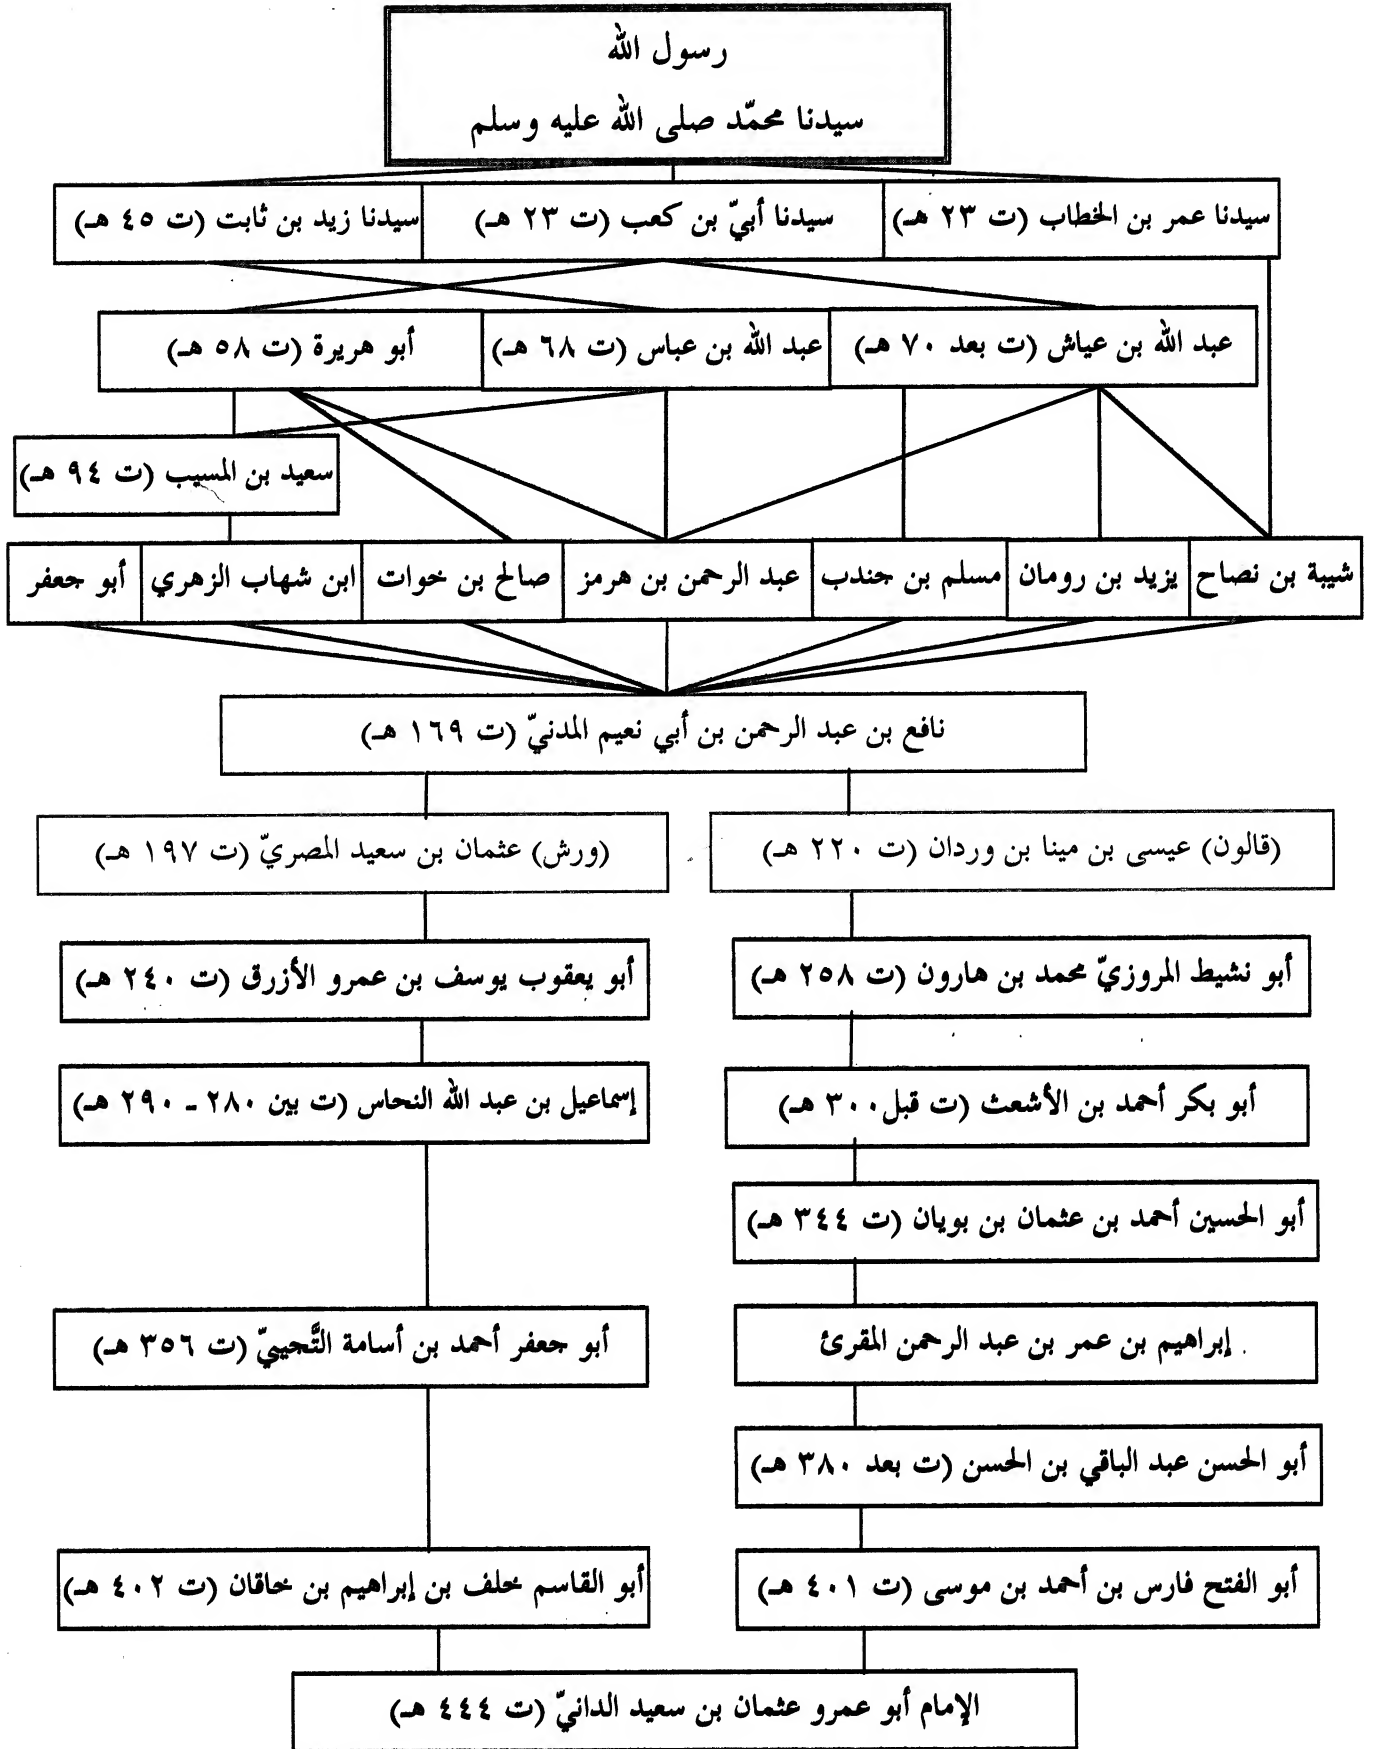 رسول الله
سيدنا محمّد صلى الله عليه وسلم
سيدنا عمر بن الخطاب (ت ٢٣ هـ)
سيدنا أبيّ بن كعب (ت ٢٣ هـ)
سيدنا زيد بن ثابت (ت ٤٥ هـ)
عبد الله بن عياش (ت بعد ٧٠ هـ)
عبد الله بن عباس (ت ٦٨ هـ)
أبو هريرة (ت ٥٨ هـ)
سعيد بن المسيب (ت ٩٤ هـ)
شيبة بن نصاح
يزيد بن رومان
مسلم بن جندب
عبد الرحمن بن هرمز
صالح بن خوات
ابن شهاب الزهري
أبو جعفر
نافع بن عبد الرحمن بن أبي نعيم المدنيّ (ت ١٦٩ هـ)
(قالون) عيسى بن مينا بن وردان (ت ٢٢٠ هـ)
(ورش) عثمان بن سعيد المصريّ (ت ١٩٧ هـ)
أبو نشيط المروزيّ محمد بن هارون (ت ٢٥٨ هـ)
أبو يعقوب يوسف بن عمرو الأزرق (ت ٢٤٠ هـ)
أبو بكر أحمد بن الأشعث (ت قبل ٣٠٠ هـ)
إسماعيل بن عبد الله النحاس (ت بين ٢٨٠ - ٢٩٠ هـ)
أبو الحسين أحمد بن عثمان بن بويان (ت ٣٤٤ هـ)
إبراهيم بن عمر بن عبد الرحمن المقرئ
أبو جعفر أحمد بن أسامة التَّجيبيّ (ت ٣٥٦ هـ)
أبو الحسن عبد الباقي بن الحسن (ت بعد ٣٨٠ هـ)
أبو الفتح فارس بن أحمد بن موسى (ت ٤٠١ هـ)
أبو القاسم خلف بن إبراهيم بن خاقان (ت ٤٠٢ هـ)
الإمام أبو عمرو عثمان بن سعيد الدانيّ (ت ٤٤٤ هـ)